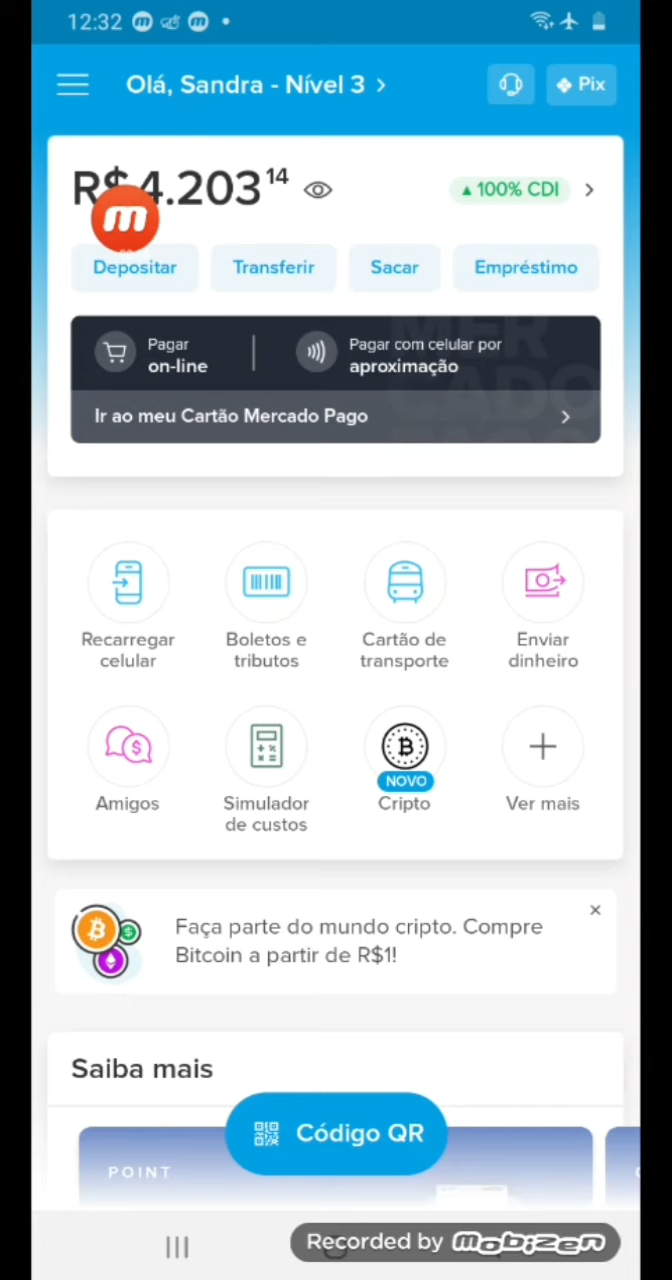 12:32
Olá, Sandra - Nível 3
Pix
R$ 4.203 14
100% CDI
Depositar Transferir Sacar Empréstimo
Pagar
on-line
Pagar com celular por
aproximação
MER
CADO
Ir ao meu Cartão Mercado Pago
Recarregar
celular
Boletos e
tributos
Cartão de
transporte
Enviar
dinheiro
Amigos
Simulador
de custos
NOVO
Cripto
Ver mais
Faça parte do mundo cripto. Compre
Bitcoin a partir de R$1!
Saiba mais
Código QR
POINT
Recorded by mobizen